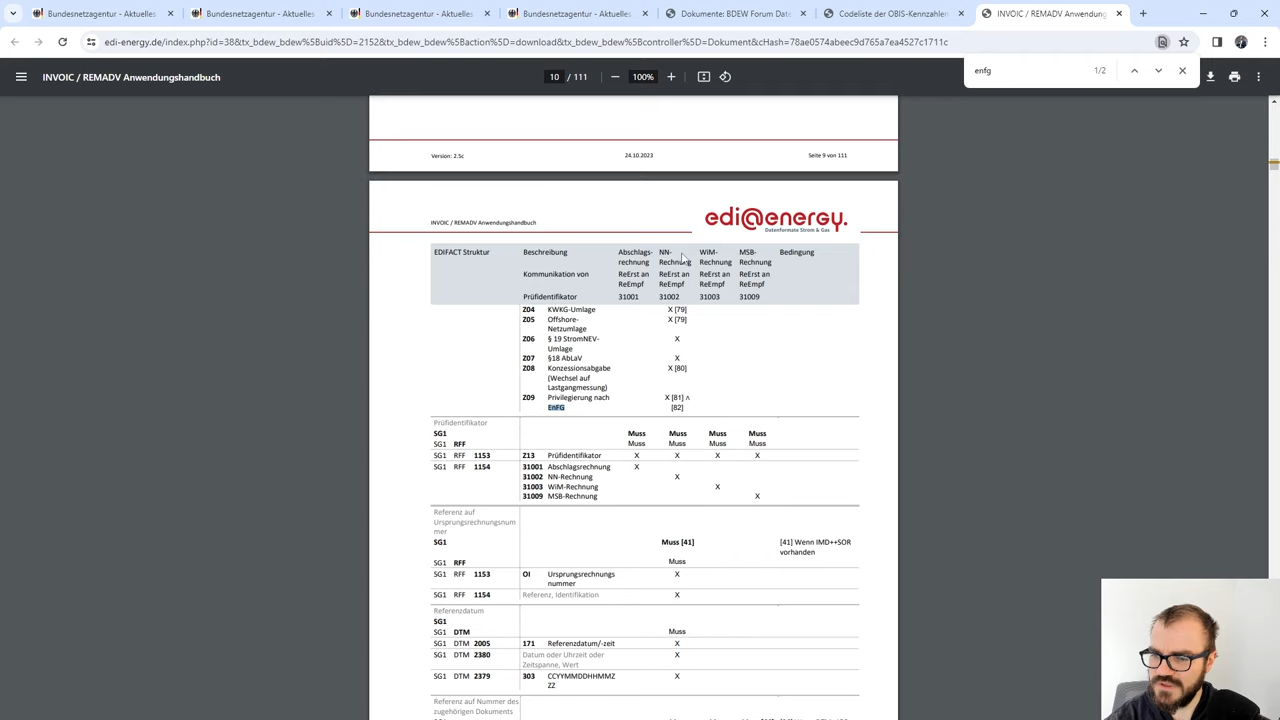 Bundesnetzagentur - Aktuelles
Bundesnetzagentur - Aktuelles
Bundesnetzagentur - Aktuelles
Bundesnetzagentur - Aktuelles
Dokumente: BDEW Forum Daten
Codeliste der OBIS-Kennzahlen
INVOIC / REMADV Anwendung
edi-energy.de/index.php?id=38&tx_bdew_bdew%5Buid%5D=2152&tx_bdew_bdew%5Baction%5D=download&tx_bdew_bdew%5Bcontroller%5D=Dokument&cHash=78ae0574abeec9d765a7ea4527c1711c
INVOIC / REMADV Anwendungshandbuch
10 / 111
100%
enfg
1/2
Version: 2.5c
24.10.2023
Seite 9 von 111
INVOIC / REMADV Anwendungshandbuch
edi@energy.
Datenformate Strom & Gas
EDIFACT Struktur Beschreibung Abschlags- NN- WiM- MSB- Bedingung
rechnung Rechnung Rechnung Rechnung
Kommunikation von ReErst an ReErst an ReErst an ReErst an
ReEmpf ReEmpf ReEmpf ReEmpf
Prüfidentifikator 31001 31002 31003 31009
Z04 KWKG-Umlage X [79]
Z05 Offshore- X [79]
Netzumlage
Z06 § 19 StromNEV- X
Umlage
Z07 §18 AbLaV X
Z08 Konzessionsabgabe X [80]
(Wechsel auf
Lastgangmessung)
Z09 Privilegierung nach X [81] ∧
EnFG [82]
Prüfidentifikator
SG1 Muss Muss Muss Muss
SG1 RFF Muss Muss Muss Muss
SG1 RFF 1153 Z13 Prüfidentifikator X X X X
SG1 RFF 1154 31001 Abschlagsrechnung X
31002 NN-Rechnung X
31003 WiM-Rechnung X
31009 MSB-Rechnung X
Referenz auf
Ursprungsrechnungsnum
mer
SG1 Muss [41] [41] Wenn IMD++SOR
vorhanden
SG1 RFF Muss
SG1 RFF 1153 OI Ursprungsrechnungs X
nummer
SG1 RFF 1154 Referenz, Identifikation X
Referenzdatum
SG1
SG1 DTM Muss
SG1 DTM 2005 171 Referenzdatum/-zeit X
SG1 DTM 2380 Datum oder Uhrzeit oder X
Zeitspanne, Wert
SG1 DTM 2379 303 CCYYMMDDHHMMZ X
ZZ
Referenz auf Nummer des
zugehörigen Dokuments